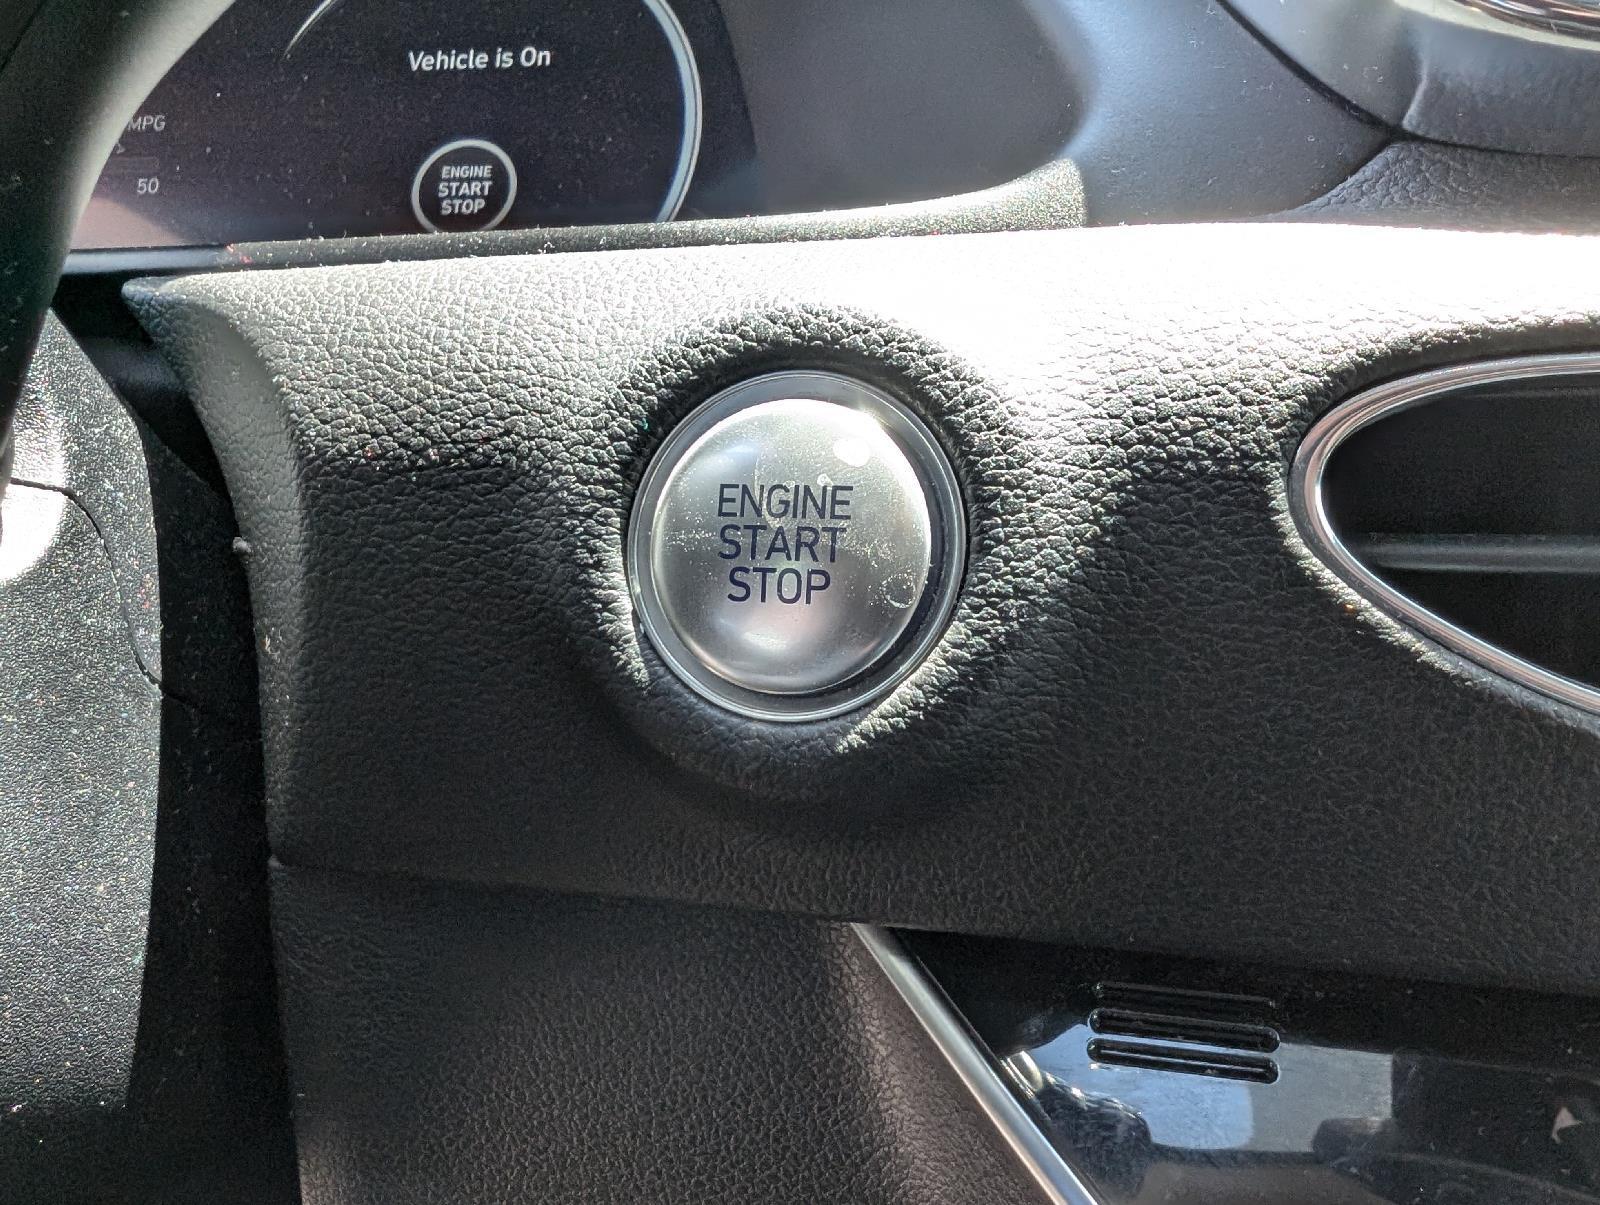 Vehicle is On
MPG
50
ENGINE
START
STOP
ENGINE
START
STOP